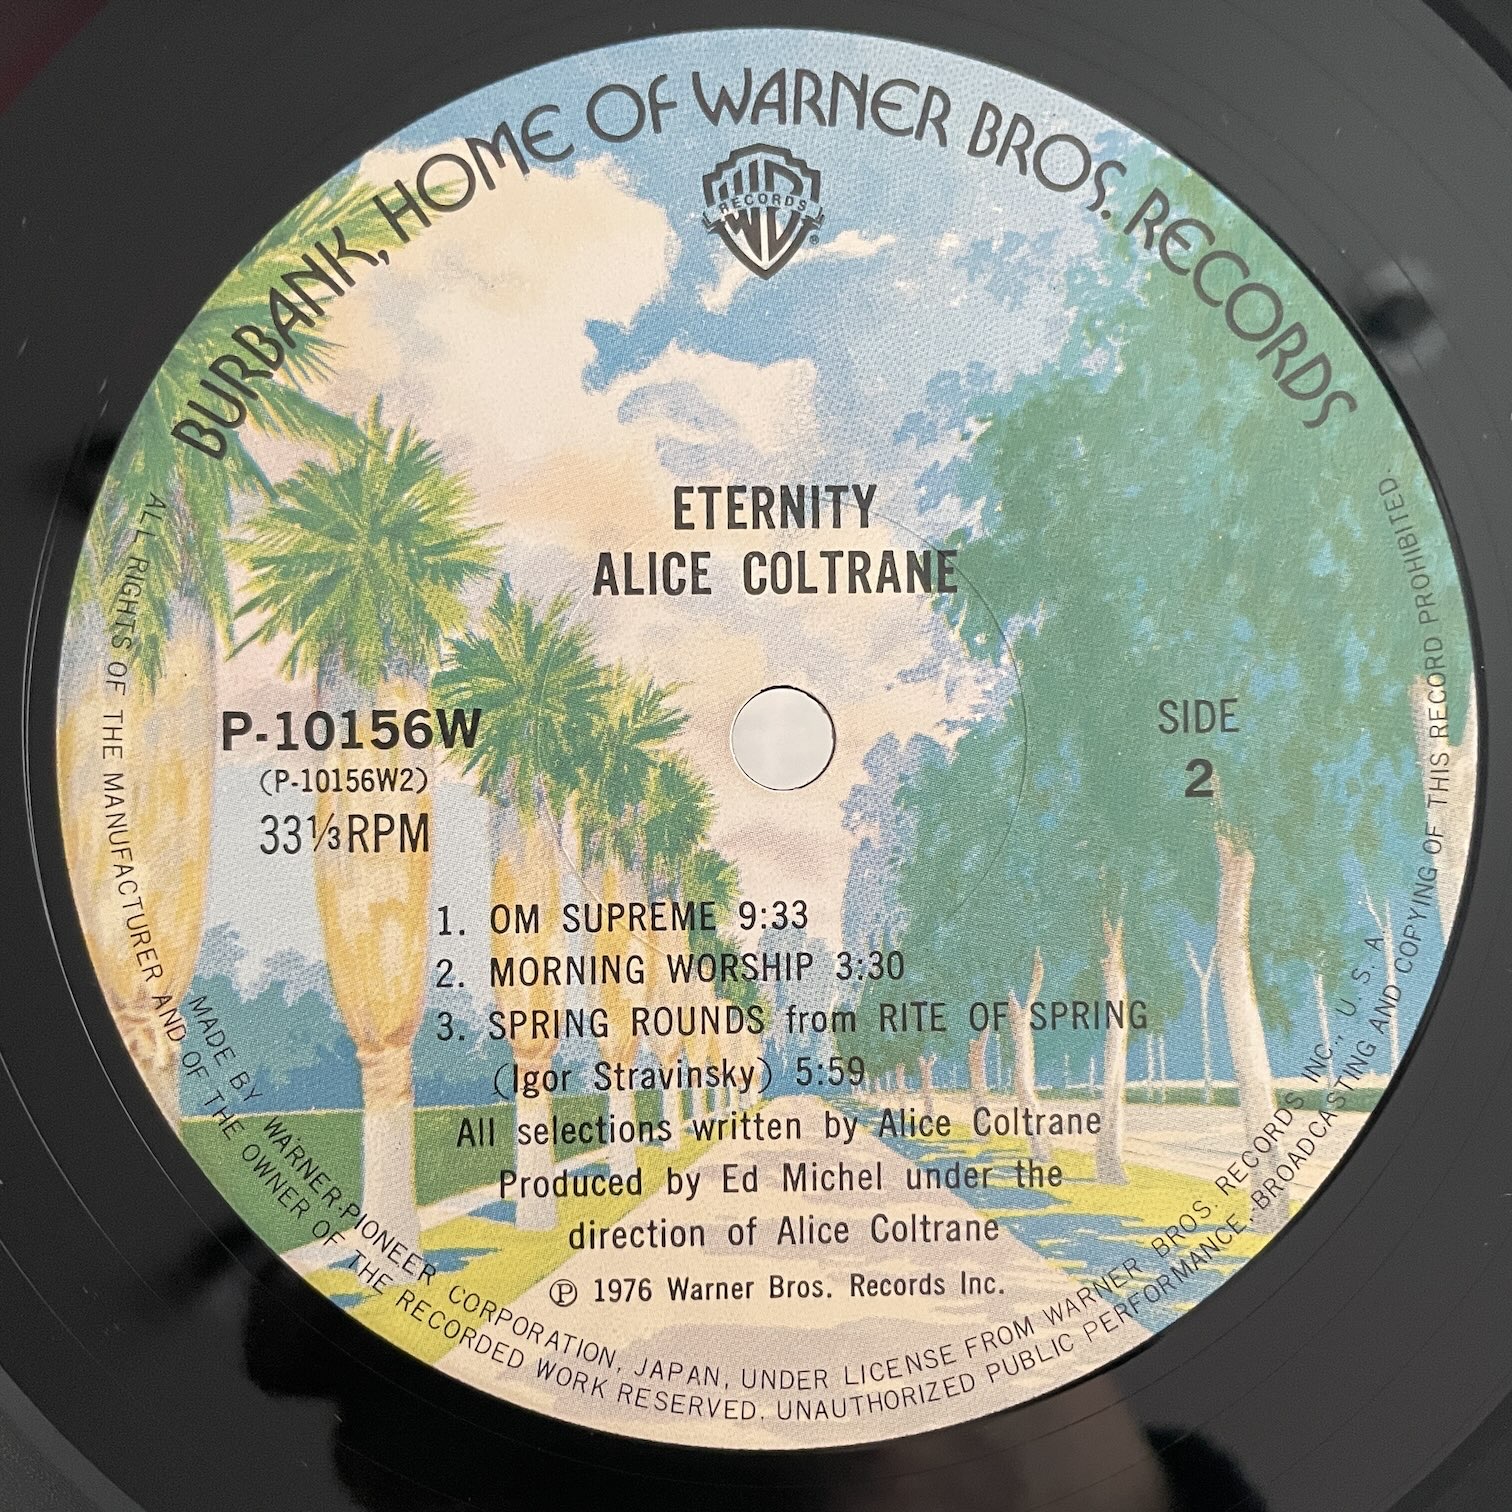 BURBANK, HOME OF WARNER BROS. RECORDS
WB
RECORDS
®
ETERNITY
ALICE COLTRANE
P-10156W
(P-10156W2)
33⅓RPM
SIDE
2
1. OM SUPREME 9:33
2. MORNING WORSHIP 3:30
3. SPRING ROUNDS from RITE OF SPRING
(Igor Stravinsky) 5:59
All selections written by Alice Coltrane
Produced by Ed Michel under the
direction of Alice Coltrane
Ⓟ 1976 Warner Bros. Records Inc.
MADE BY WARNER-PIONEER CORPORATION, JAPAN, UNDER LICENSE FROM WARNER BROS. RECORDS INC., U. S. A.
ALL RIGHTS OF THE MANUFACTURER AND OF THE OWNER OF THE RECORDED WORK RESERVED. UNAUTHORIZED PUBLIC PERFORMANCE, BROADCASTING AND COPYING OF THIS RECORD PROHIBITED.